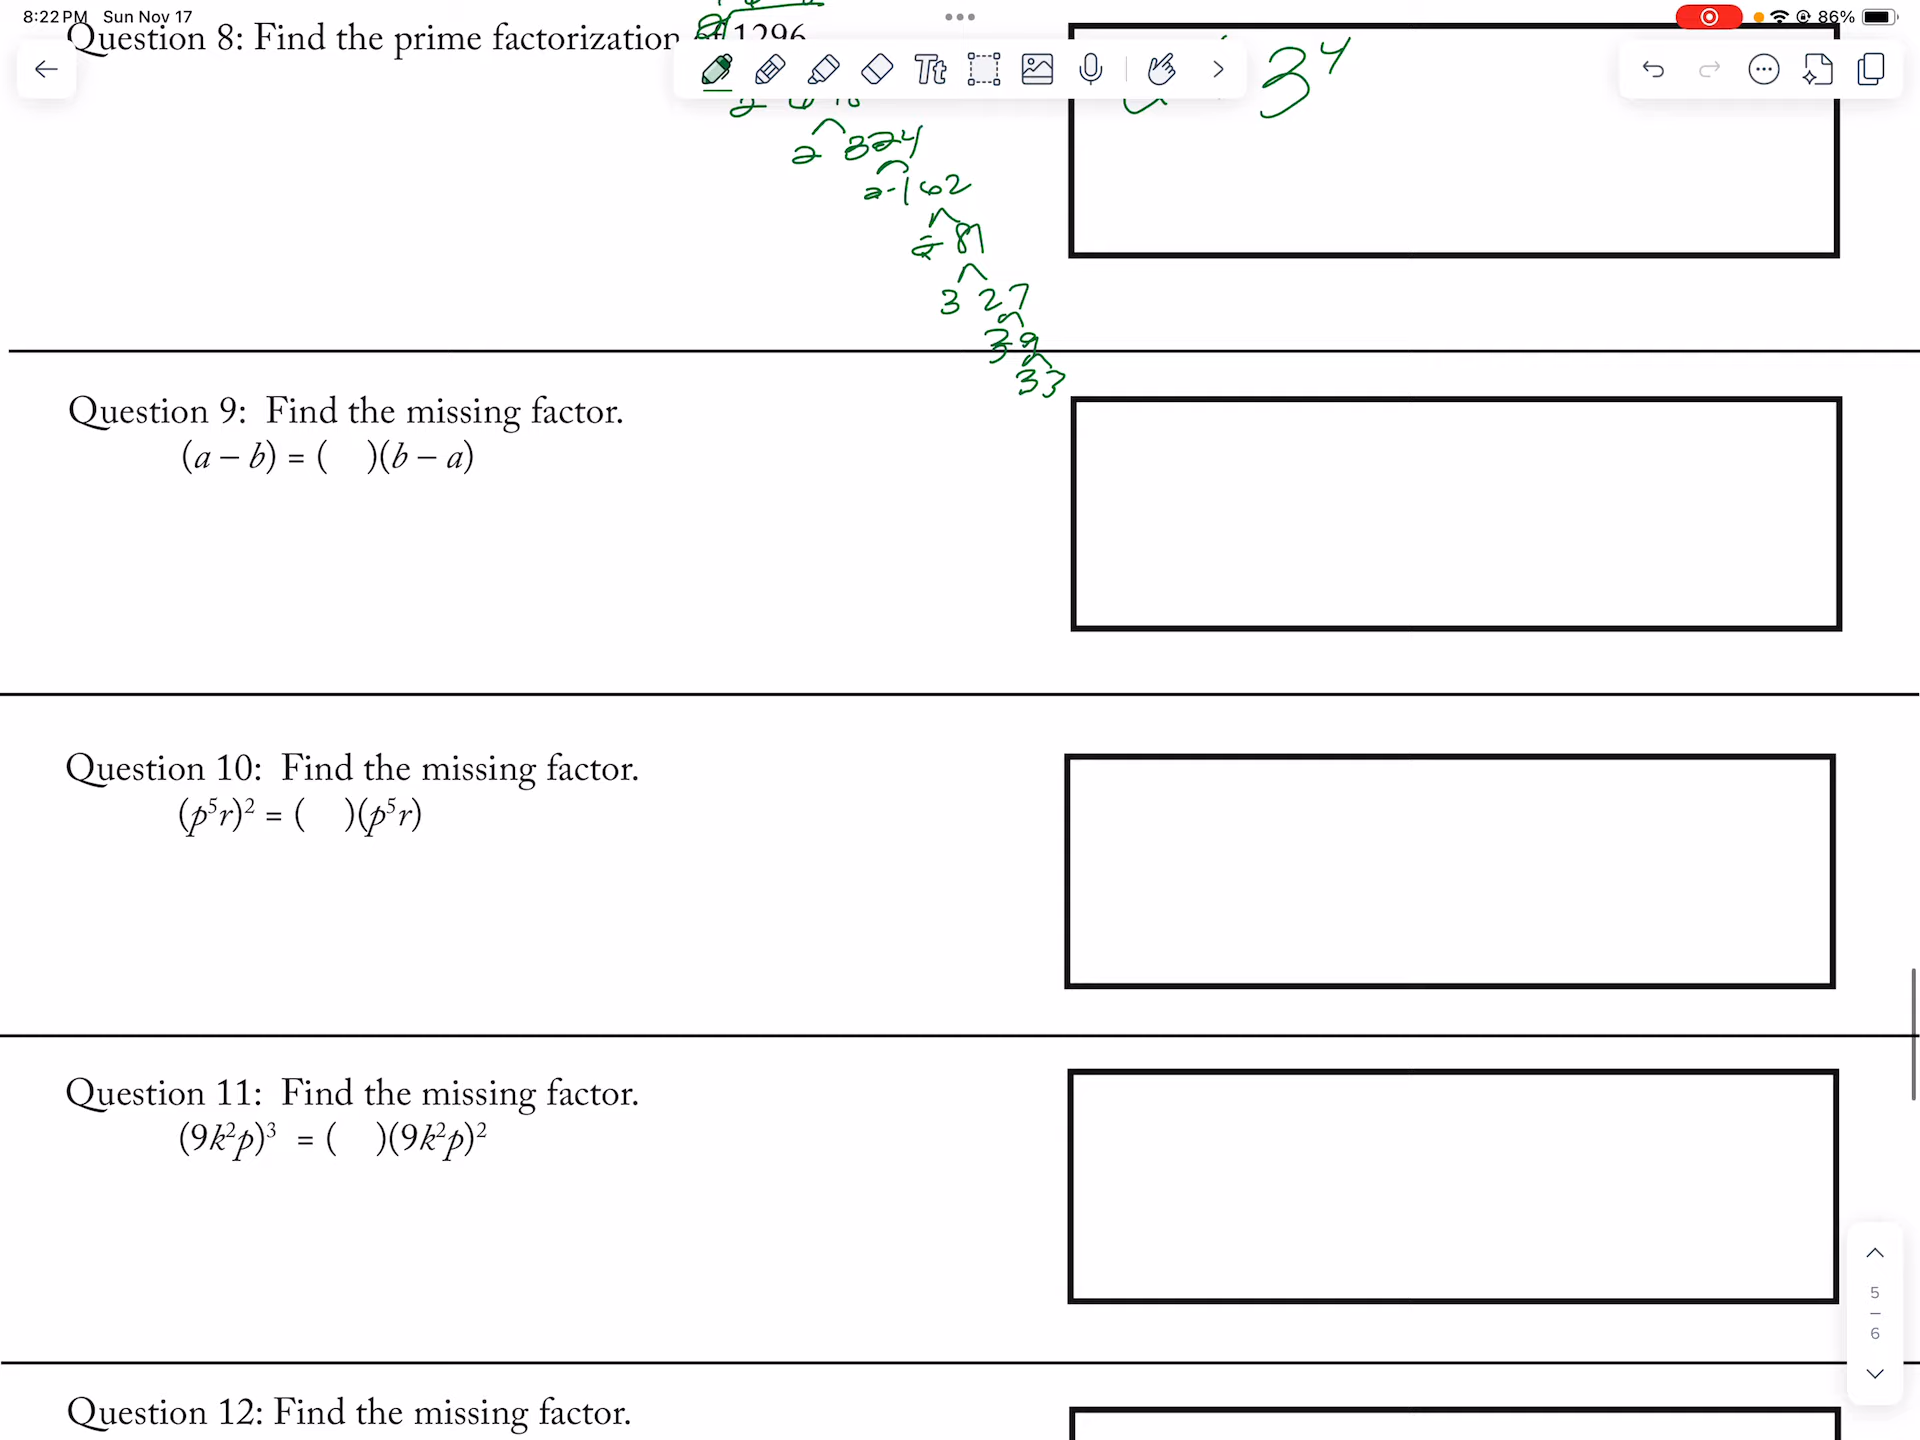 8:22 PM Sun Nov 17
86%
Question 8: Find the prime factorization of 1296
3⁴
Tt
2 324
2 162
2 81
3 27
3 9
3 3
Question 9: Find the missing factor.
(a – b) = (   )(b – a)
Question 10: Find the missing factor.
(p⁵r)² = (   )(p⁵r)
Question 11: Find the missing factor.
(9k²p)³ = (   )(9k²p)²
5
6
Question 12: Find the missing factor.